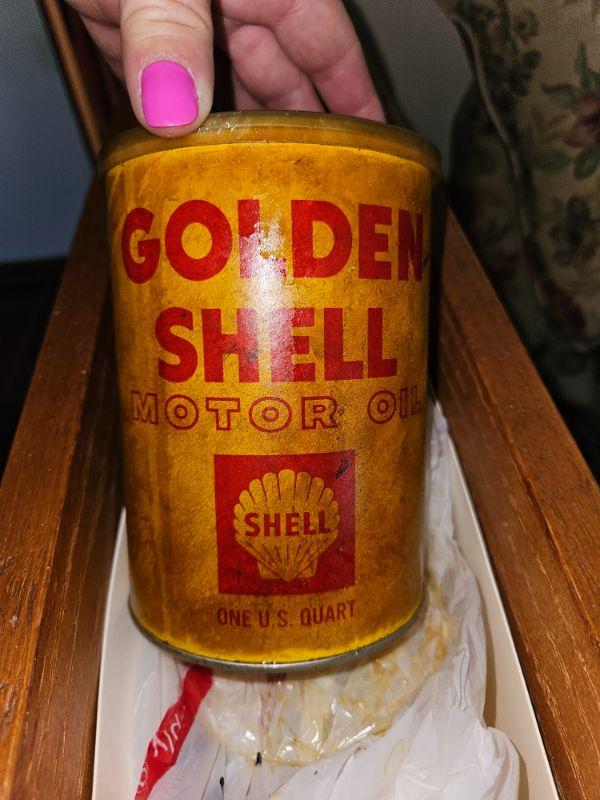 GOLDEN
SHELL
MOTOR OIL
SHELL
ONE U.S. QUART